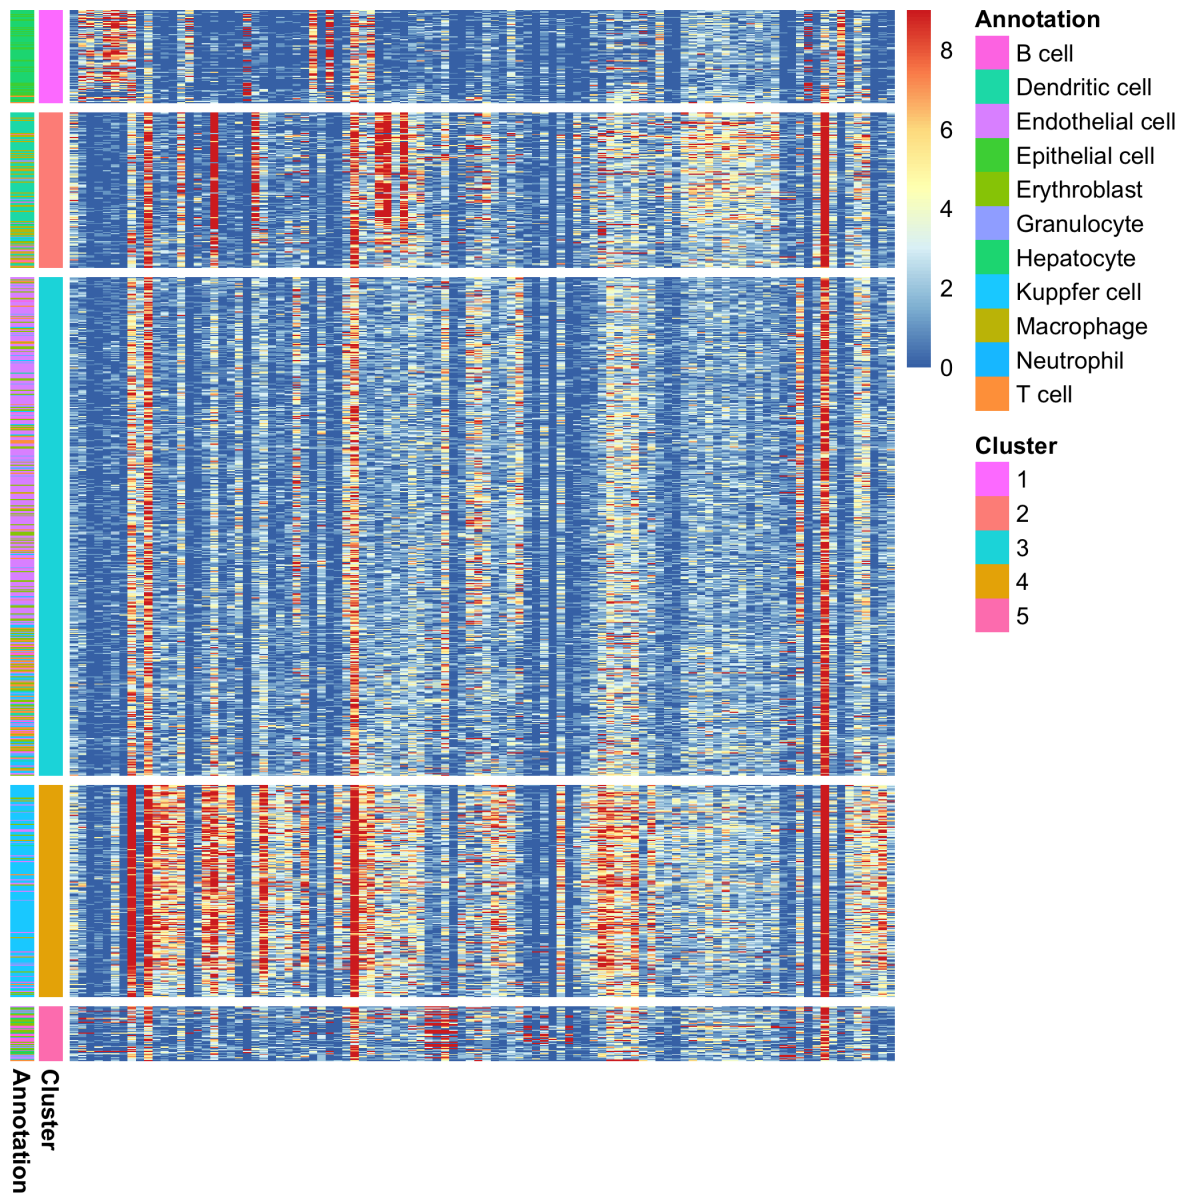 Annotation
B cell
Dendritic cell
Endothelial cell
Epithelial cell
Erythroblast
Granulocyte
Hepatocyte
Kuppfer cell
Macrophage
Neutrophil
T cell
8
6
4
2
0
Cluster
1
2
3
4
5
Cluster
Annotation